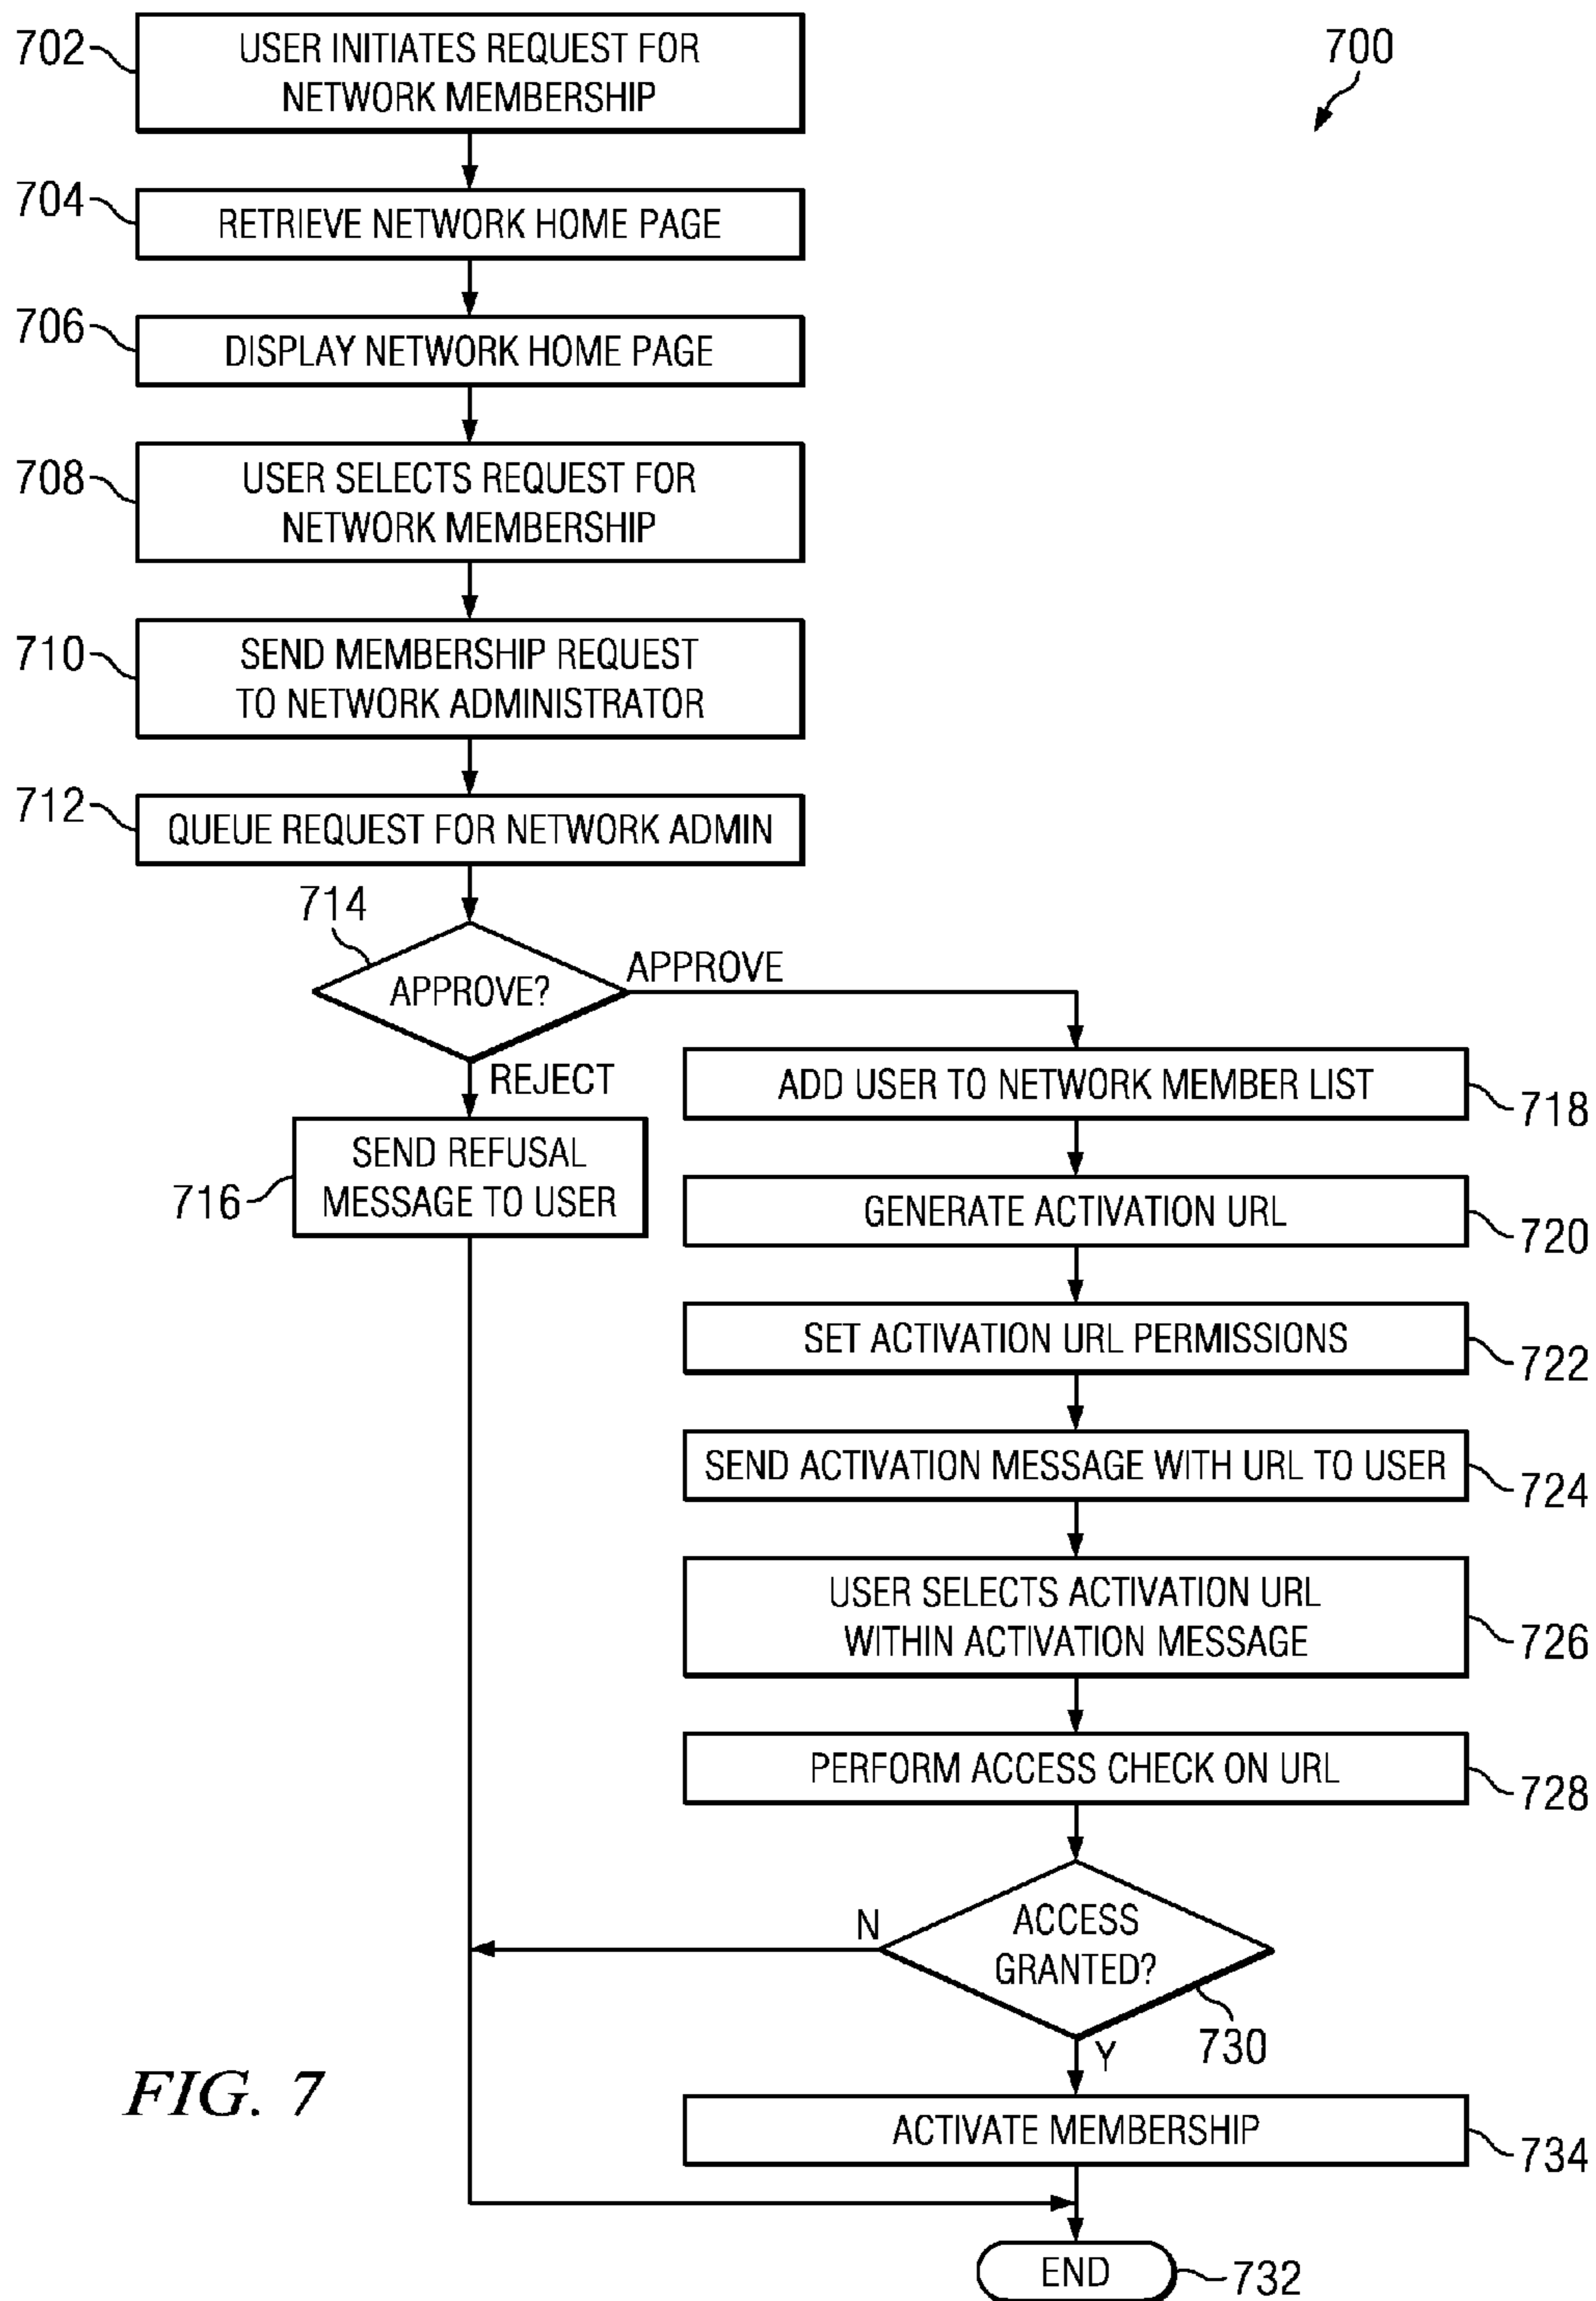 700
702
USER INITIATES REQUEST FOR
NETWORK MEMBERSHIP
704
RETRIEVE NETWORK HOME PAGE
706
DISPLAY NETWORK HOME PAGE
708
USER SELECTS REQUEST FOR
NETWORK MEMBERSHIP
710
SEND MEMBERSHIP REQUEST
TO NETWORK ADMINISTRATOR
712
QUEUE REQUEST FOR NETWORK ADMIN
714
APPROVE?
APPROVE
REJECT
716
SEND REFUSAL
MESSAGE TO USER
ADD USER TO NETWORK MEMBER LIST
718
GENERATE ACTIVATION URL
720
SET ACTIVATION URL PERMISSIONS
722
SEND ACTIVATION MESSAGE WITH URL TO USER
724
USER SELECTS ACTIVATION URL
WITHIN ACTIVATION MESSAGE
726
PERFORM ACCESS CHECK ON URL
728
ACCESS
GRANTED?
N
730
Y
ACTIVATE MEMBERSHIP
734
END
732
FIG. 7